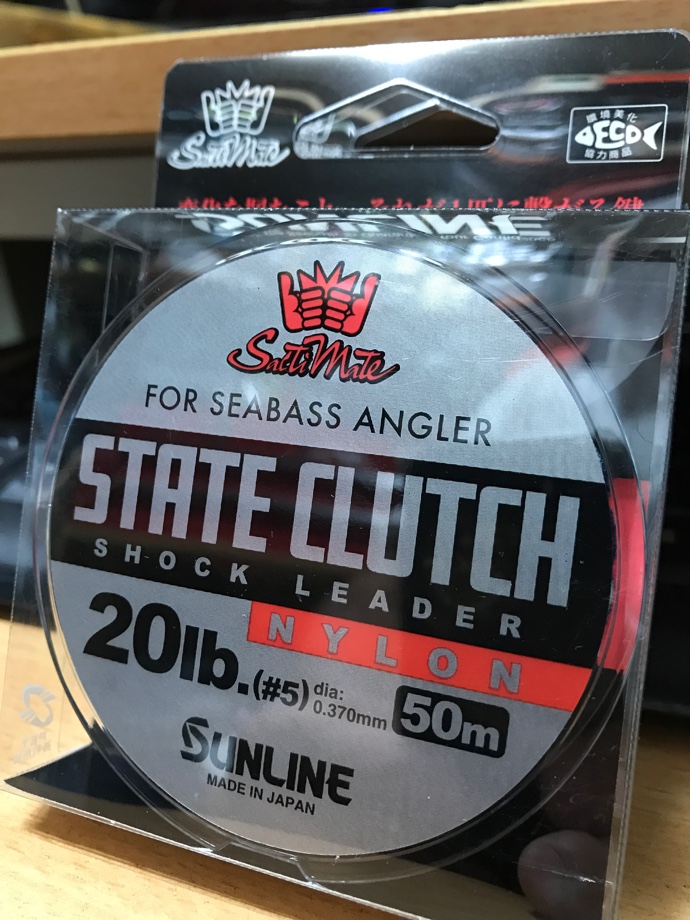 SaltiMate
環境美化
ECO
協力商品
SaltiMate
FOR SEABASS ANGLER
STATE CLUTCH
SHOCK LEADER
NYLON
20lb. (#5) dia: 0.370mm 50m
SUNLINE
MADE IN JAPAN